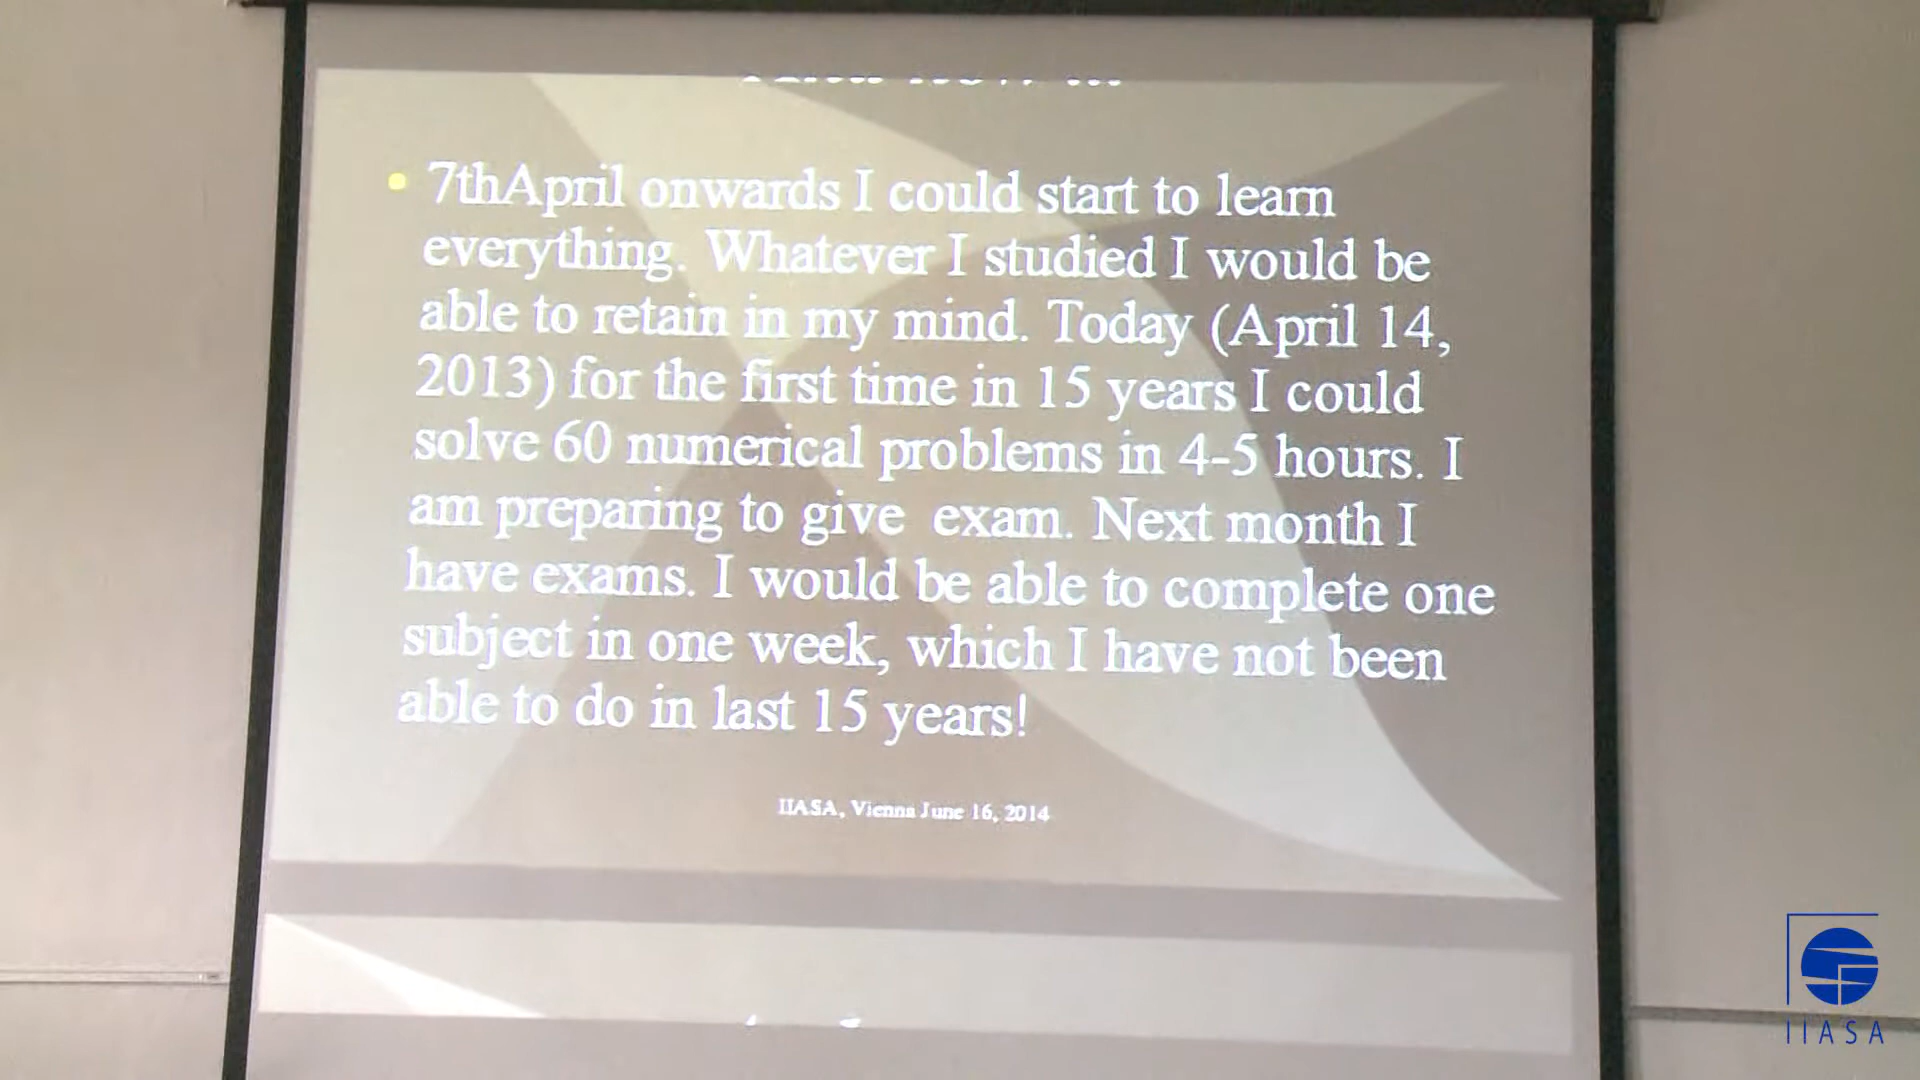 7thApril onwards I could start to learn
everything. Whatever I studied I would be
able to retain in my mind. Today (April 14,
2013) for the first time in 15 years I could
solve 60 numerical problems in 4-5 hours. I
am preparing to give exam. Next month I
have exams. I would be able to complete one
subject in one week, which I have not been
able to do in last 15 years!
IIASA, Vienna June 16, 2014
IIASA